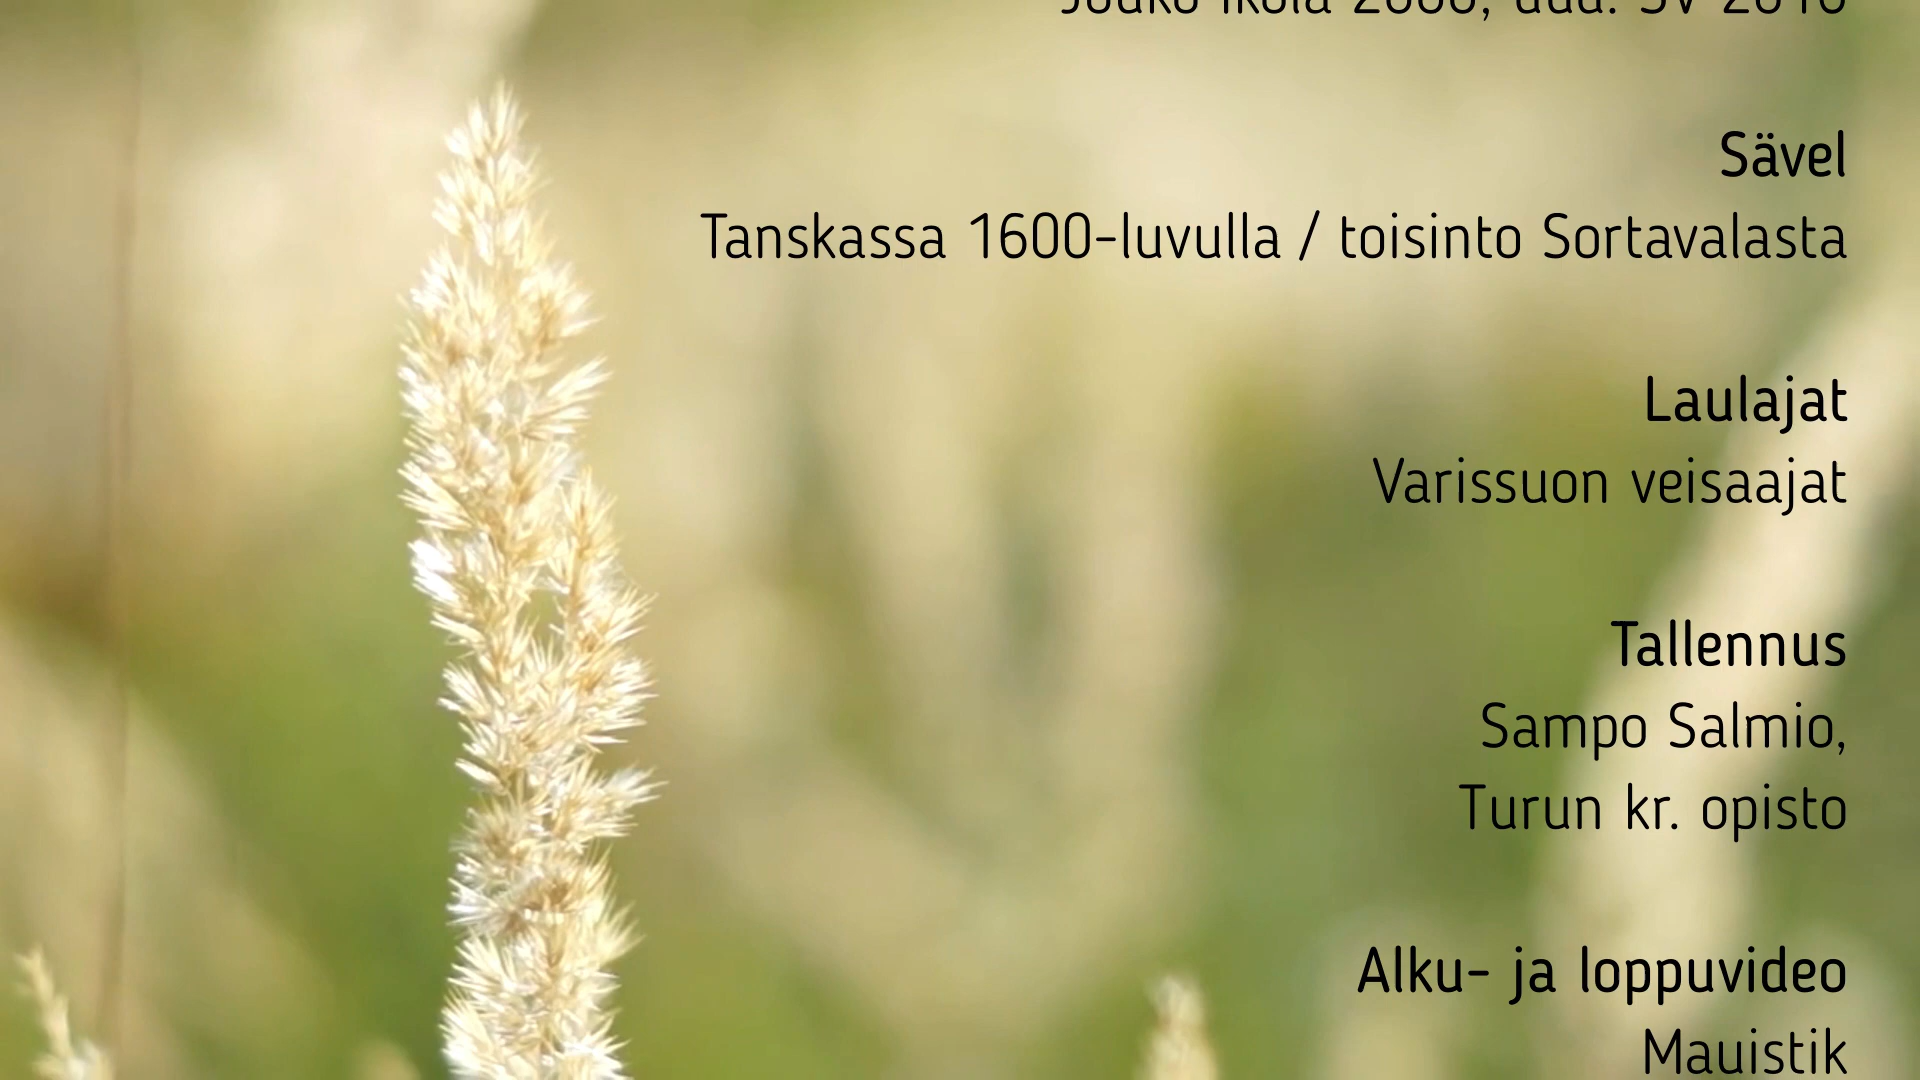 Sävel
Tanskassa 1600-luvulla / toisinto Sortavalasta
Laulajat
Varissuon veisaajat
Tallennus
Sampo Salmio,
Turun kr. opisto
Alku- ja loppuvideo
Mauistik